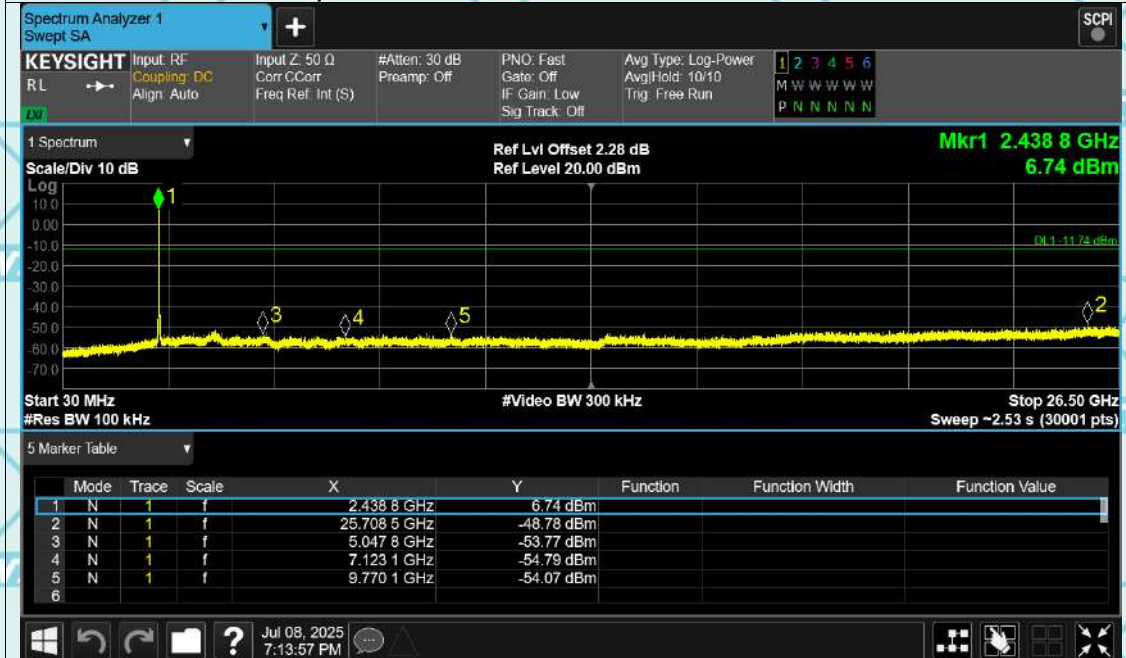 Spectrum Analyzer 1
Swept SA
+
SCPI
KEYSIGHT
RL
LXI
Input: RF
Coupling: DC
Align: Auto
Input Z: 50 Ω
Corr CCorr
Freq Ref: Int (S)
#Atten: 30 dB
Preamp: Off
PNO: Fast
Gate: Off
IF Gain: Low
Sig Track: Off
Avg Type: Log-Power
Avg|Hold: 10/10
Trig: Free Run
1 2 3 4 5 6
M W W W W W
P N N N N N
1 Spectrum
Scale/Div 10 dB
Ref Lvl Offset 2.28 dB
Ref Level 20.00 dBm
Mkr1 2.438 8 GHz
6.74 dBm
Log
10.0
0.00
-10.0
-20.0
-30.0
-40.0
-50.0
-60.0
-70.0
1
DL1 -11.74 dBm
3
4
5
2
Start 30 MHz
#Video BW 300 kHz
Stop 26.50 GHz
#Res BW 100 kHz
Sweep ~2.53 s (30001 pts)
5 Marker Table
Mode Trace Scale X Y Function Function Width Function Value
1 N 1 f 2.438 8 GHz 6.74 dBm
2 N 1 f 25.708 5 GHz -48.78 dBm
3 N 1 f 5.047 8 GHz -53.77 dBm
4 N 1 f 7.123 1 GHz -54.79 dBm
5 N 1 f 9.770 1 GHz -54.07 dBm
6
?
Jul 08, 2025
7:13:57 PM